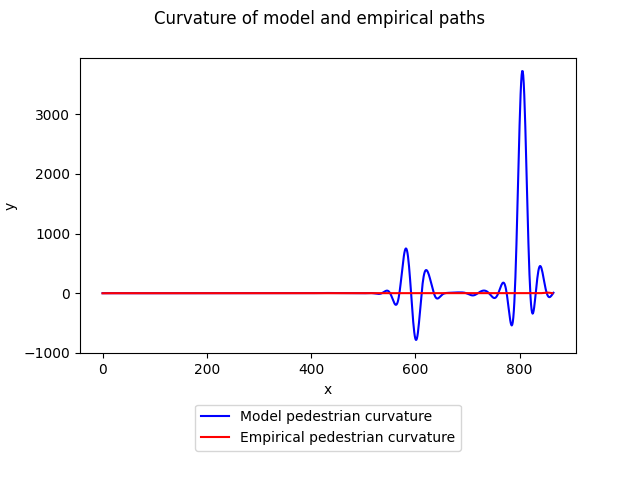 Curvature of model and empirical paths
3000
2000
1000
0
−1000
y
0 200 400 600 800
x
Model pedestrian curvature
Empirical pedestrian curvature